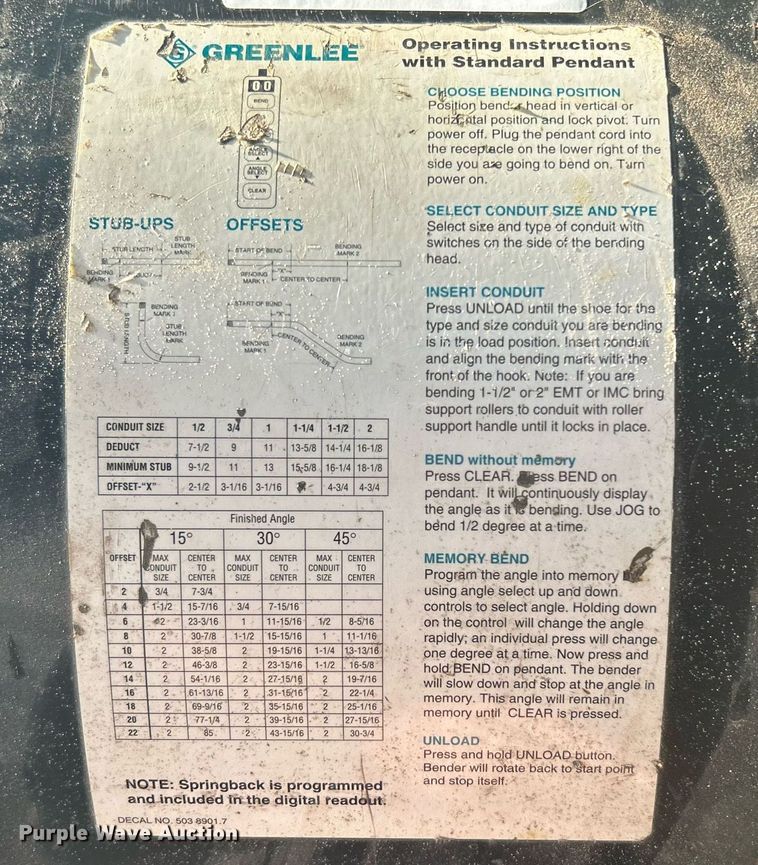 GREENLEE
00
BEND
ANGLE
SELECT
CLEAR
STUB-UPS
STUB LENGTH
STUB
LENGTH
MARK
BENDING
MARK 1
BENDING
STUB
LENGTH
MARK
STUB LENGTH
OFFSETS
START OF BEND
BENDING
MARK 2
BENDING
MARK 1
"X"
CENTER TO CENTER
START OF BEND
"X"
BENDING
MARK 1
CENTER TO CENTER
BENDING
MARK 2
CONDUIT SIZE 1/2 3/4 1 1-1/4 1-1/2 2
DEDUCT 7-1/2 9 11 13-5/8 14-1/4 16-1/8
MINIMUM STUB 9-1/2 11 13 15-5/8 16-1/4 18-1/8
OFFSET-"X" 2-1/2 3-1/16 3-1/16 4-3/4 4-3/4
Finished Angle
15° 30° 45°
OFFSET MAX CONDUIT SIZE CENTER TO CENTER MAX CONDUIT SIZE CENTER TO CENTER MAX CONDUIT SIZE CENTER TO CENTER
2 3/4 7-3/4
4 1-1/2 15-7/16 3/4 7-15/16
6 2 23-3/16 1 11-15/16 1/2 8-5/16
8 2 30-7/8 1-1/2 15-15/16 1 11-1/16
10 2 38-5/8 2 19-15/16 1-1/4 13-13/16
12 2 46-3/8 2 23-15/16 1-1/2 16-5/8
14 2 54-1/16 2 27-15/16 2 19-7/16
16 2 61-13/16 2 31-15/16 2 22-1/4
18 2 69-9/16 2 35-15/16 2 25-1/16
20 2 77-1/4 2 39-15/16 2 27-15/16
22 2 85 2 43-15/16 2 30-3/4
NOTE: Springback is programmed
and included in the digital readout.
DECAL NO. 503 8901.7
Operating Instructions
with Standard Pendant
CHOOSE BENDING POSITION
Position bender head in vertical or
horizontal position and lock pivot. Turn
power off. Plug the pendant cord into
the receptacle on the lower right of the
side you are going to bend on. Turn
power on.
SELECT CONDUIT SIZE AND TYPE
Select size and type of conduit with
switches on the side of the bending
head.
INSERT CONDUIT
Press UNLOAD until the shoe for the
type and size conduit you are bending
is in the load position. Insert conduit
and align the bending mark with the
front of the hook. Note: If you are
bending 1-1/2" or 2" EMT or IMC bring
support rollers to conduit with roller
support handle until it locks in place.
BEND without memory
Press CLEAR. Press BEND on
pendant. It will continuously display
the angle as it is bending. Use JOG to
bend 1/2 degree at a time.
MEMORY BEND
Program the angle into memory
using angle select up and down
controls to select angle. Holding down
on the control will change the angle
rapidly; an individual press will change
one degree at a time. Now press and
hold BEND on pendant. The bender
will slow down and stop at the angle in
memory. This angle will remain in
memory until CLEAR is pressed.
UNLOAD
Press and hold UNLOAD button.
Bender will rotate back to start point
and stop itself.
Purple Wave Auction